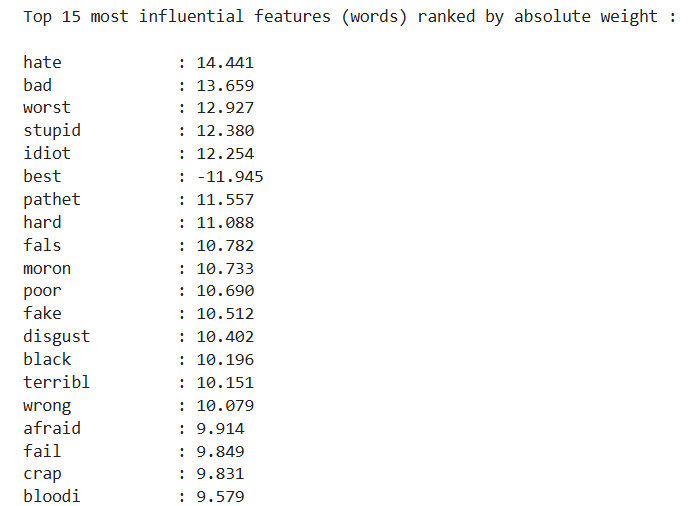 Top 15 most influential features (words) ranked by absolute weight :
hate : 14.441
bad : 13.659
worst : 12.927
stupid : 12.380
idiot : 12.254
best : -11.945
pathet : 11.557
hard : 11.088
fals : 10.782
moron : 10.733
poor : 10.690
fake : 10.512
disgust : 10.402
black : 10.196
terribl : 10.151
wrong : 10.079
afraid : 9.914
fail : 9.849
crap : 9.831
bloodi : 9.579